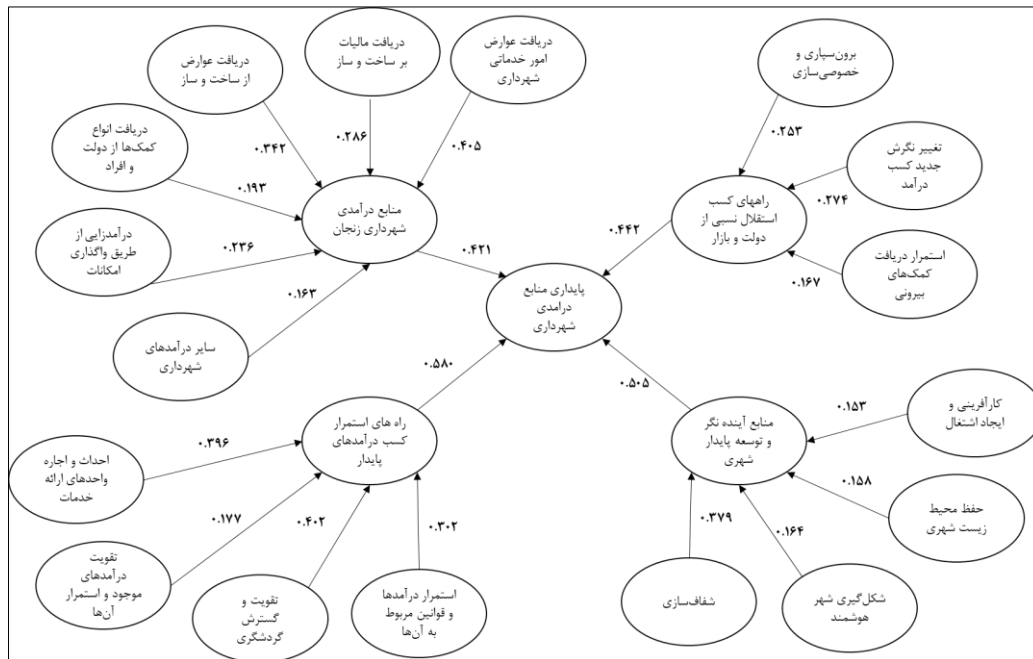 دریافت عوارض
از ساخت و ساز
دریافت مالیات
بر ساخت و ساز
دریافت عوارض
امور خدماتی
شهرداری
برون‌سپاری و
خصوصی‌سازی
دریافت انواع
کمک‌ها از دولت
و افراد
۰.۳۴۲
۰.۲۸۶
۰.۴۰۵
۰.۲۵۳
تغییر نگرش
جدید کسب
درآمد
۰.۱۹۳
۰.۲۷۴
منابع درآمدی
شهرداری زنجان
راههای کسب
استقلال نسبی از
دولت و بازار
درآمدزایی از
طریق واگذاری
امکانات
۰.۲۳۶
۰.۴۲۱
۰.۴۴۲
۰.۱۶۷
استمرار دریافت
کمک‌های
بیرونی
۰.۱۶۳
پایداری منابع
درامدی
شهرداری
سایر درآمدهای
شهرداری
۰.۵۸۰
۰.۵۰۵
راه های استمرار
کسب درآمدهای
پایدار
منابع آینده نگر
و توسعه پایدار
شهری
۰.۱۵۳
کارآفرینی و
ایجاد اشتغال
احداث و اجاره
واحدهای ارائه
خدمات
۰.۳۹۶
۰.۱۵۸
حفظ محیط
زیست شهری
۰.۱۷۷
۰.۴۰۲
۰.۳۰۲
۰.۳۷۹
۰.۱۶۴
تقویت
درآمدهای
موجود و استمرار
آن‌ها
تقویت و
گسترش
گردشگری
استمرار درآمدها
و قوانین مربوط
به آن‌ها
شفاف‌سازی
شکل‌گیری شهر
هوشمند